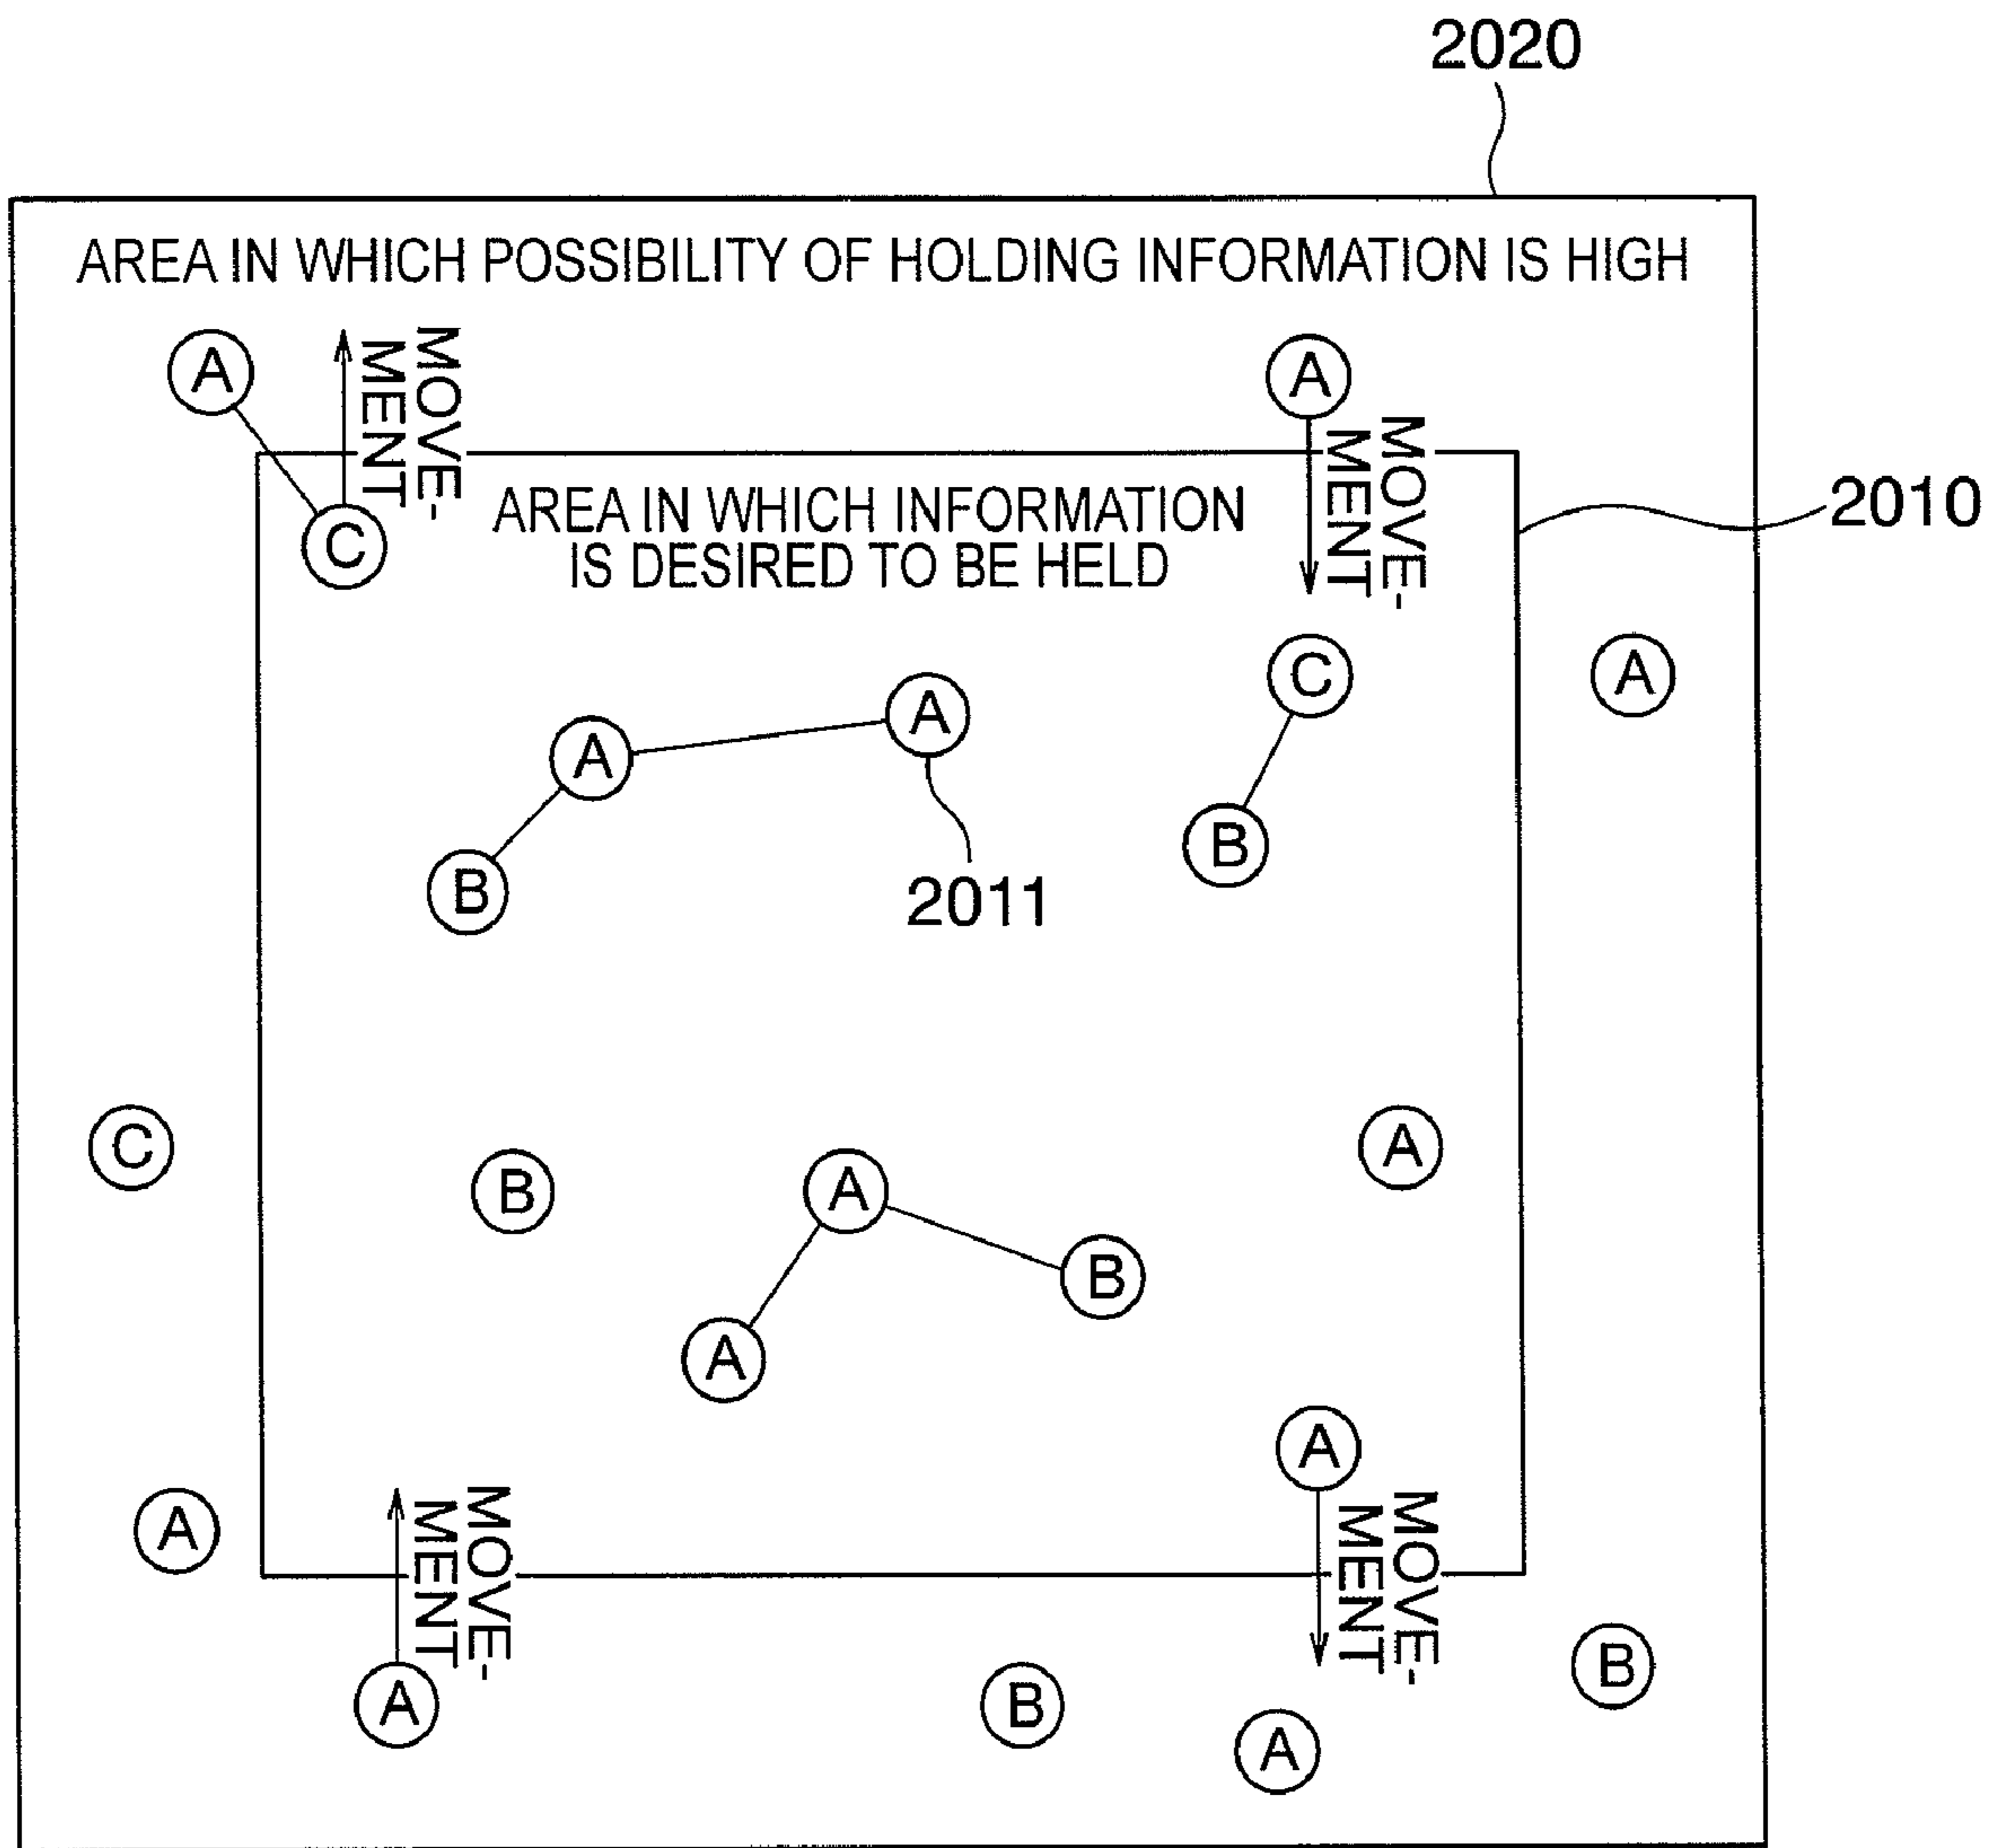 2020
AREA IN WHICH POSSIBILITY OF HOLDING INFORMATION IS HIGH
A
MOVE-
MENT
A
MOVE-
MENT
2010
C
AREA IN WHICH INFORMATION
IS DESIRED TO BE HELD
C
A
A
A
B
B
2011
C
B
A
A
B
A
A
A
MOVE-
MENT
MOVE-
MENT
A
B
B
A